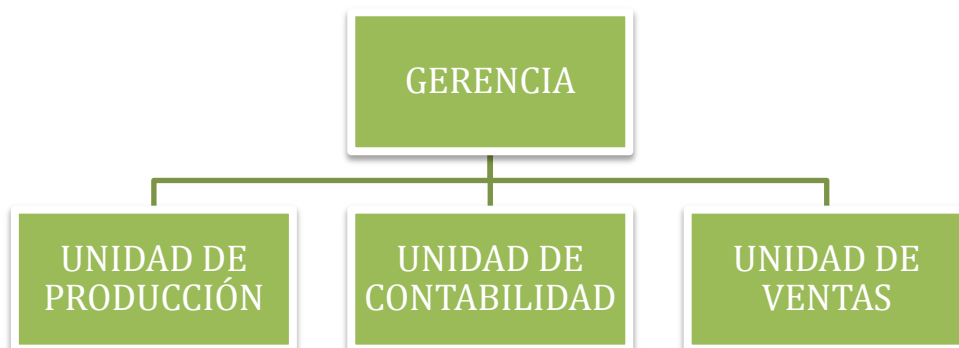 GERENCIA
UNIDAD DE
PRODUCCIÓN
UNIDAD DE
CONTABILIDAD
UNIDAD DE
VENTAS